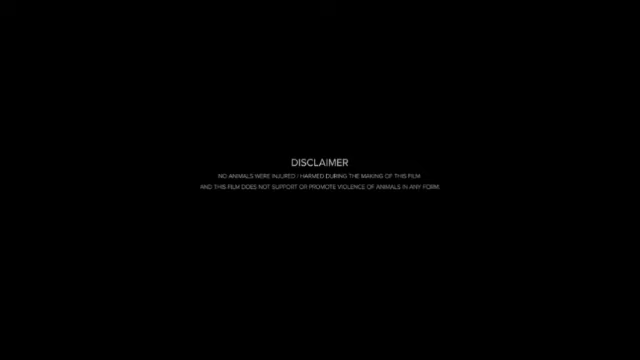 DISCLAIMER
NO ANIMALS WERE INJURED / HARMED DURING THE MAKING OF THIS FILM
AND THIS FILM DOES NOT SUPPORT OR PROMOTE VIOLENCE OF ANIMALS IN ANY FORM.